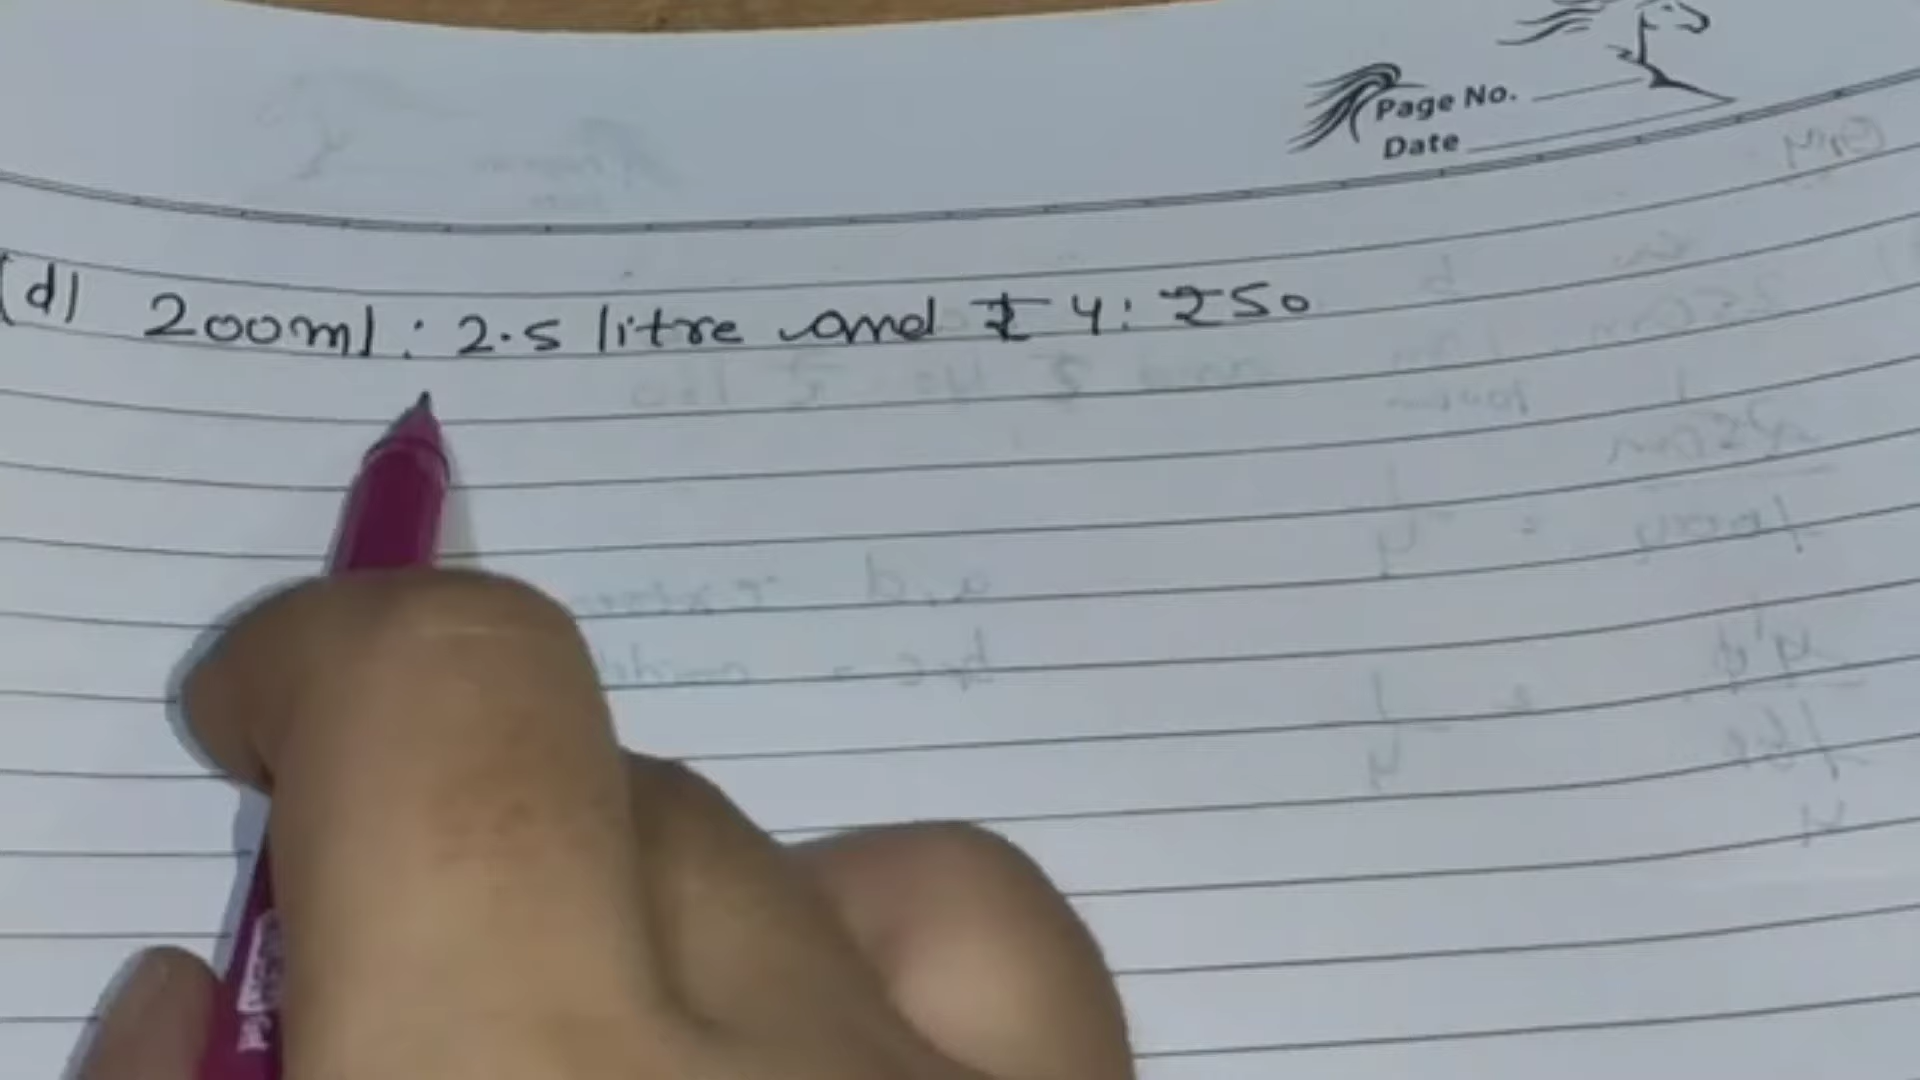 Page No.
Date
(d) 200ml : 2.5 litre and ₹ 4 : ₹50